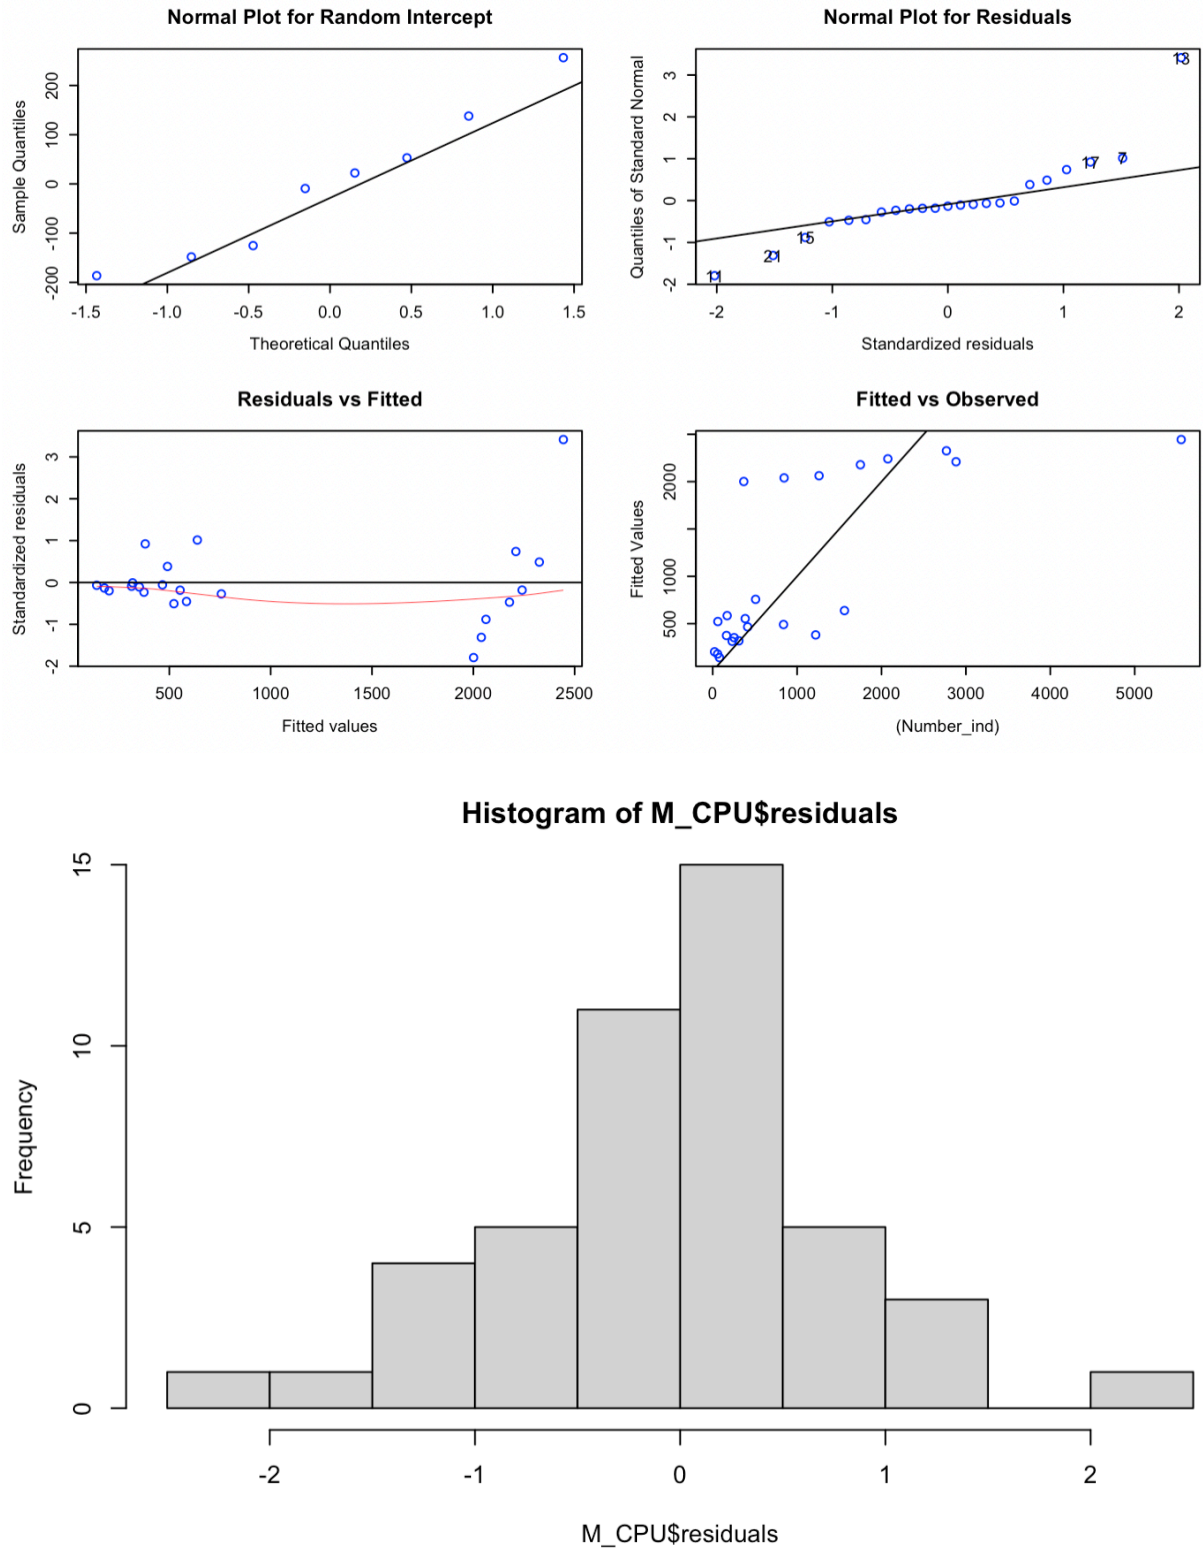 Normal Plot for Random Intercept
Sample Quantiles
200
100
0
-100
-200
-1.5 -1.0 -0.5 0.0 0.5 1.0 1.5
Theoretical Quantiles
Normal Plot for Residuals
Quantiles of Standard Normal
3
2
1
0
-1
-2
13
17
7
15
21
11
-2 -1 0 1 2
Standardized residuals
Residuals vs Fitted
Standardized residuals
3
2
1
0
-1
-2
500 1000 1500 2000 2500
Fitted values
Fitted vs Observed
Fitted Values
2000
1000
500
0 1000 2000 3000 4000 5000
(Number_ind)
Histogram of M_CPU$residuals
Frequency
15
10
5
0
-2 -1 0 1 2
M_CPU$residuals